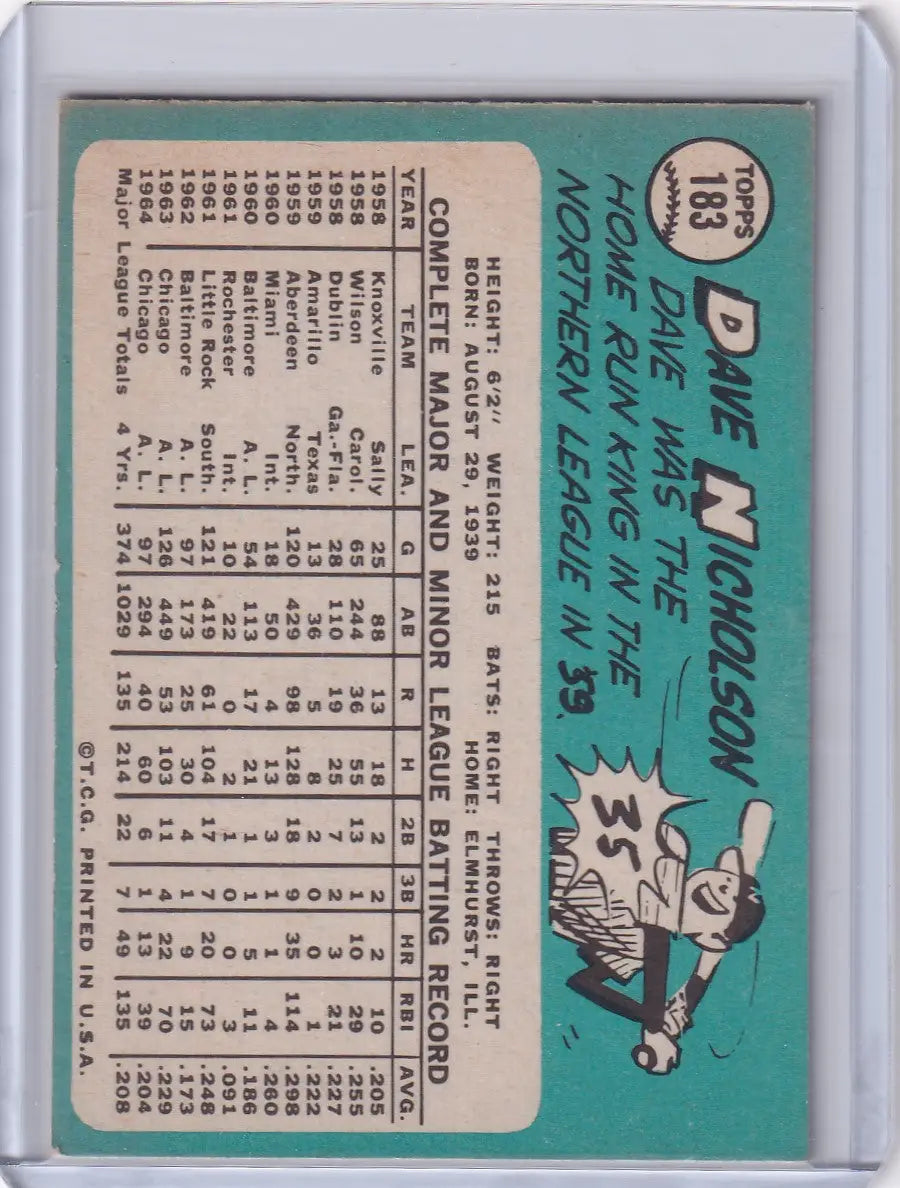 TOPPS
183
DAVE NICHOLSON
DAVE WAS THE
HOME RUN KING IN THE
NORTHERN LEAGUE IN '59.
35
HEIGHT: 6'2" WEIGHT: 215 BATS: RIGHT THROWS: RIGHT
BORN: AUGUST 29, 1939 HOME: ELMHURST, ILL.
COMPLETE MAJOR AND MINOR LEAGUE BATTING RECORD
YEAR TEAM LEA. G AB R H 2B 3B HR RBI AVG.
1958 Knoxville Sally 25 88 13 18 2 2 2 10 .205
1958 Wilson Carol. 65 244 36 55 13 1 10 29 .255
1958 Dublin Ga.-Fla. 28 110 19 25 7 2 3 21 .227
1959 Amarillo Texas 13 36 5 8 2 0 0 1 .222
1959 Aberdeen North. 120 429 98 128 18 9 35 114 .298
1960 Miami Int. 18 50 4 13 3 1 1 4 .260
1960 Baltimore A. L. 54 113 17 21 1 1 5 11 .186
1961 Rochester Int. 10 22 0 2 1 0 0 3 .091
1961 Little Rock South. 121 419 61 104 17 7 20 73 .248
1962 Baltimore A. L. 97 173 25 30 4 1 9 15 .173
1963 Chicago A. L. 126 449 53 103 11 4 22 70 .229
1964 Chicago A. L. 97 294 40 60 6 1 13 39 .204
Major League Totals 4 Yrs. 374 1029 135 214 22 7 49 135 .208
©T.C.G. PRINTED IN U.S.A.